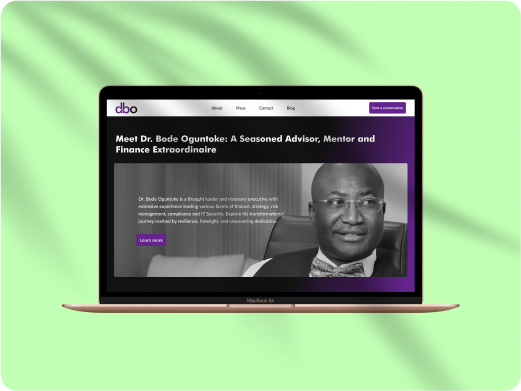 dbo
About Press Contact Blog Start a conversation
Meet Dr. Bode Oguntoke: A Seasoned Advisor, Mentor and
Finance Extraordinaire
Dr. Bode Oguntoke is a thought leader and visionary executive with
extensive experience leading various facets of finance, strategy, risk
management, compliance and IT Security. Explore his transformational
journey marked by resilience, foresight, and unwavering dedication.
Learn more
MacBook Air